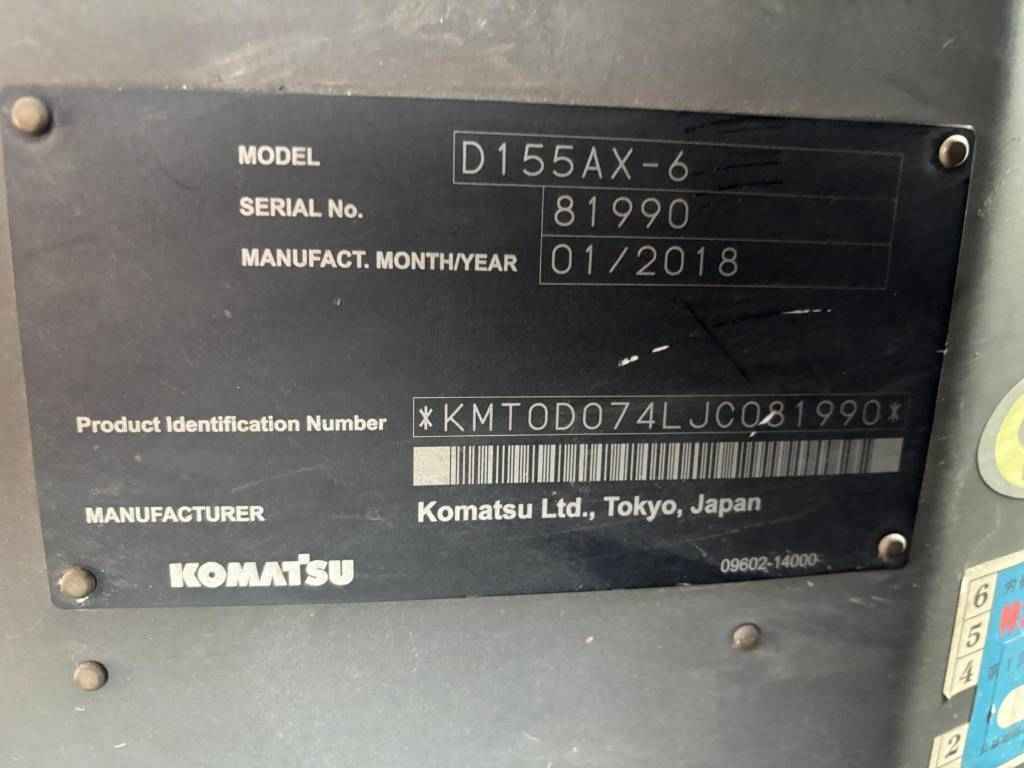 MODEL D155AX-6
SERIAL No. 81990
MANUFACT. MONTH/YEAR 01/2018
Product Identification Number *KMT0D074LJC081990*
MANUFACTURER Komatsu Ltd., Tokyo, Japan
KOMATSU
09602-14000
6
5
4
2